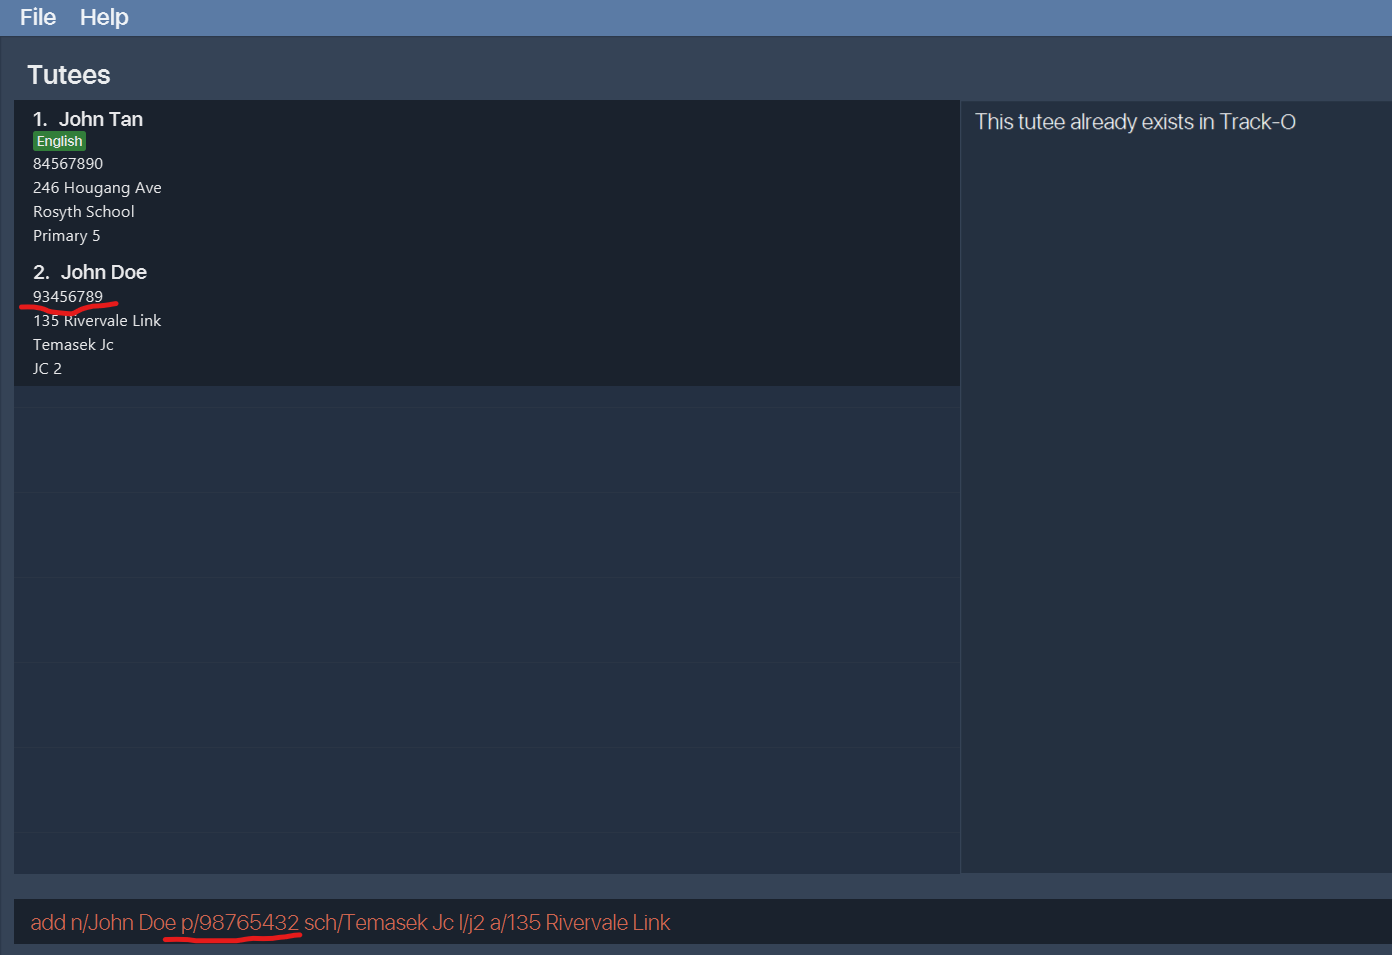 File Help
Tutees
1. John Tan
English
84567890
246 Hougang Ave
Rosyth School
Primary 5
2. John Doe
93456789
135 Rivervale Link
Temasek Jc
JC 2
This tutee already exists in Track-O
add n/John Doe p/98765432 sch/Temasek Jc l/j2 a/135 Rivervale Link